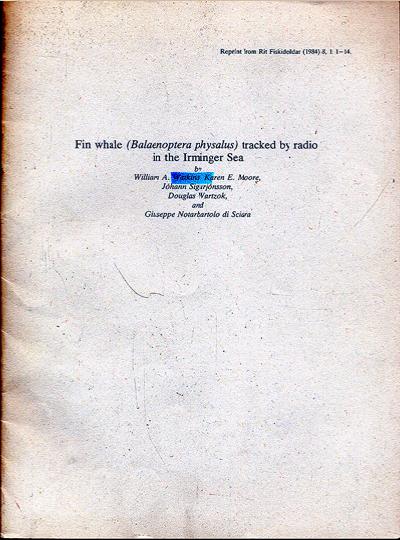 Reprint from Rit Fiskideildar (1984) 8, 1: 1–14.
Fin whale (Balaenoptera physalus) tracked by radio
in the Irminger Sea
by
William A. Watkins Karen E. Moore,
Jóhann Sigurjónsson,
Douglas Wartzok,
and
Giuseppe Notarbartolo di Sciara